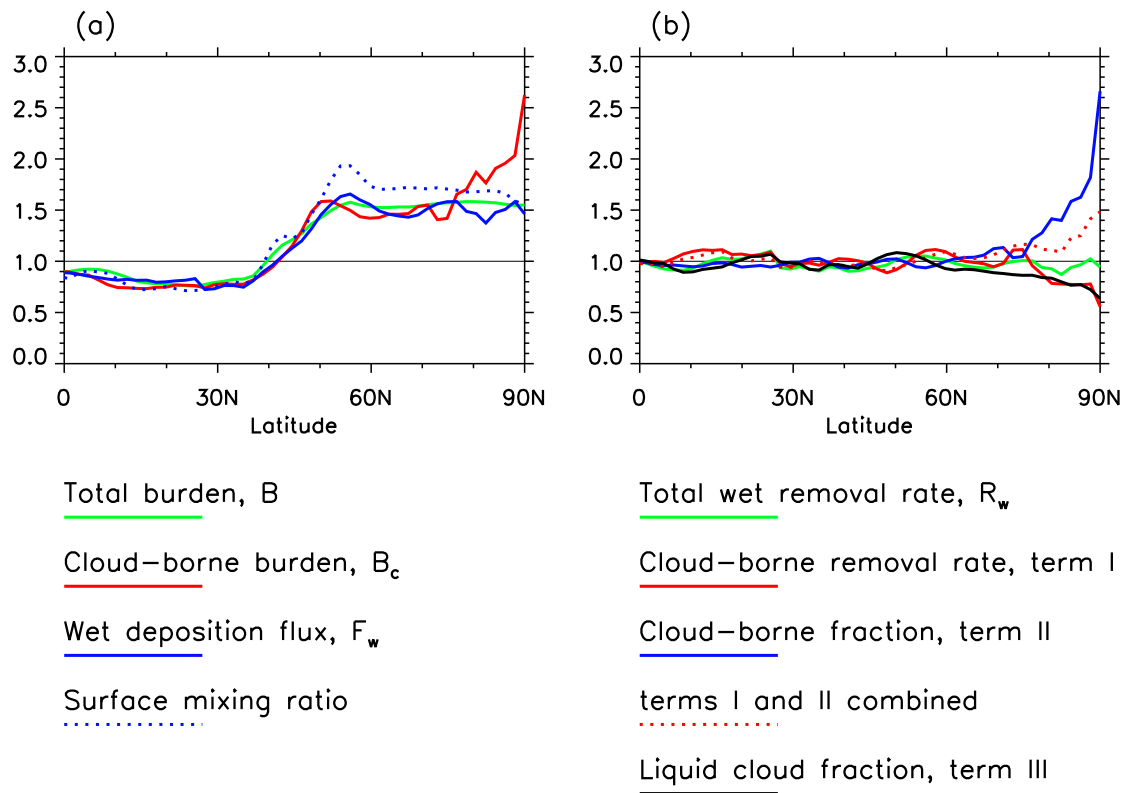 (a)
3.0
2.5
2.0
1.5
1.0
0.5
0.0
0 30N 60N 90N
Latitude
Total burden, B
Cloud-borne burden, Bc
Wet deposition flux, Fw
Surface mixing ratio
(b)
3.0
2.5
2.0
1.5
1.0
0.5
0.0
0 30N 60N 90N
Latitude
Total wet removal rate, Rw
Cloud-borne removal rate, term I
Cloud-borne fraction, term II
terms I and II combined
Liquid cloud fraction, term III